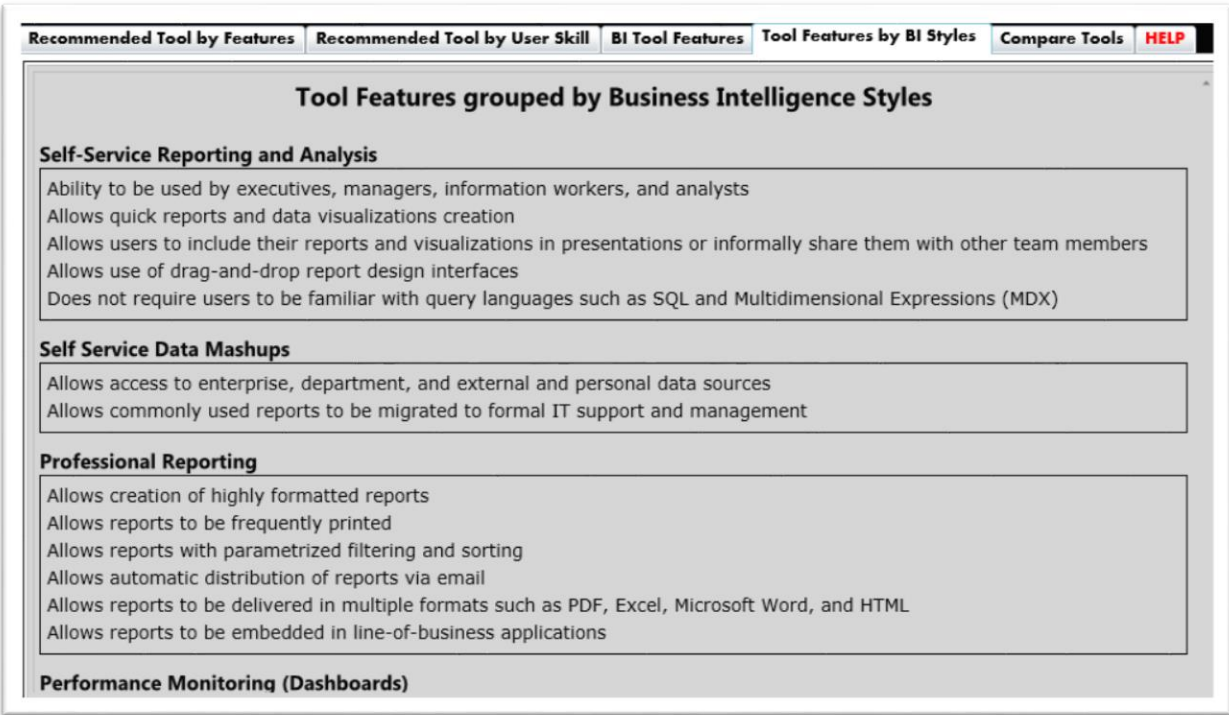 Recommended Tool by Features Recommended Tool by User Skill BI Tool Features Tool Features by BI Styles Compare Tools HELP
Tool Features grouped by Business Intelligence Styles
Self-Service Reporting and Analysis
Ability to be used by executives, managers, information workers, and analysts
Allows quick reports and data visualizations creation
Allows users to include their reports and visualizations in presentations or informally share them with other team members
Allows use of drag-and-drop report design interfaces
Does not require users to be familiar with query languages such as SQL and Multidimensional Expressions (MDX)
Self Service Data Mashups
Allows access to enterprise, department, and external and personal data sources
Allows commonly used reports to be migrated to formal IT support and management
Professional Reporting
Allows creation of highly formatted reports
Allows reports to be frequently printed
Allows reports with parametrized filtering and sorting
Allows automatic distribution of reports via email
Allows reports to be delivered in multiple formats such as PDF, Excel, Microsoft Word, and HTML
Allows reports to be embedded in line-of-business applications
Performance Monitoring (Dashboards)